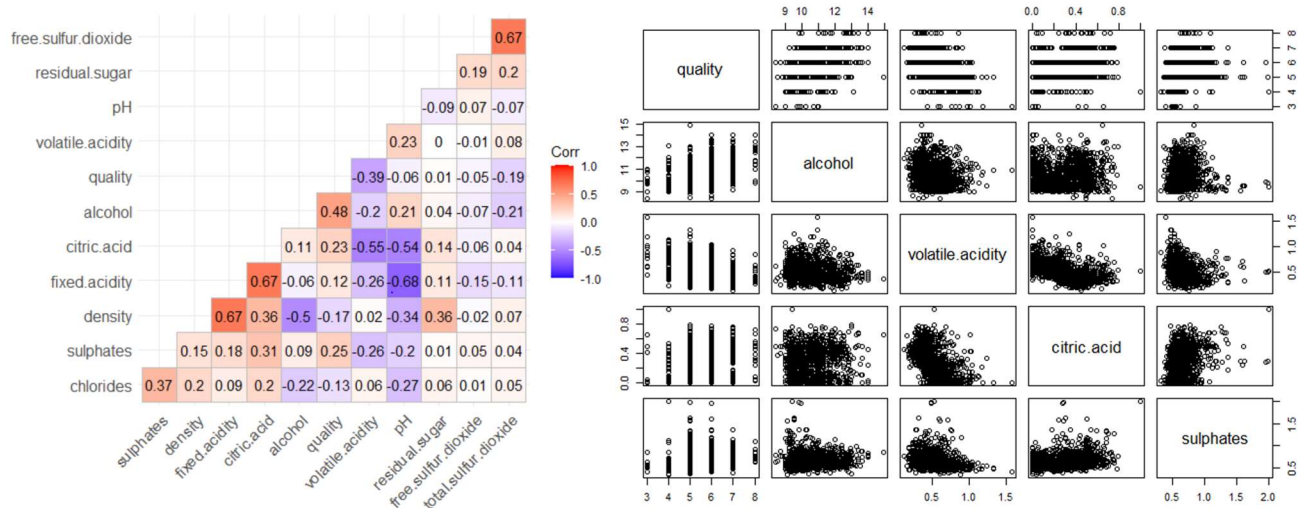 free.sulfur.dioxide 0.67
residual.sugar 0.19 0.2
pH -0.09 0.07 -0.07
volatile.acidity 0.23 0 -0.01 0.08
quality -0.39 -0.06 0.01 -0.05 -0.19
alcohol 0.48 -0.2 0.21 0.04 -0.07 -0.21
citric.acid 0.11 0.23 -0.55 -0.54 0.14 -0.06 0.04
fixed.acidity 0.67 -0.06 0.12 -0.26 -0.68 0.11 -0.15 -0.11
density 0.67 0.36 -0.5 -0.17 0.02 -0.34 0.36 -0.02 0.07
sulphates 0.15 0.18 0.31 0.09 0.25 -0.26 -0.2 0.01 0.05 0.04
chlorides 0.37 0.2 0.09 0.2 -0.22 -0.13 0.06 -0.27 0.06 0.01 0.05
sulphates
density
fixed.acidity
citric.acid
alcohol
quality
volatile.acidity
pH
residual.sugar
free.sulfur.dioxide
total.sulfur.dioxide
Corr
1.0
0.5
0.0
-0.5
-1.0
9 10 11 12 13 14 15
0.0 0.4 0.8
quality
3 4 5 6 7 8
alcohol
9 11 13 15
volatile.acidity
0.5 1.0 1.5
citric.acid
0.0 0.4 0.8
sulphates
0.5 1.5
3 4 5 6 7 8
0.5 1.0 1.5
0.5 1.0 1.5 2.0